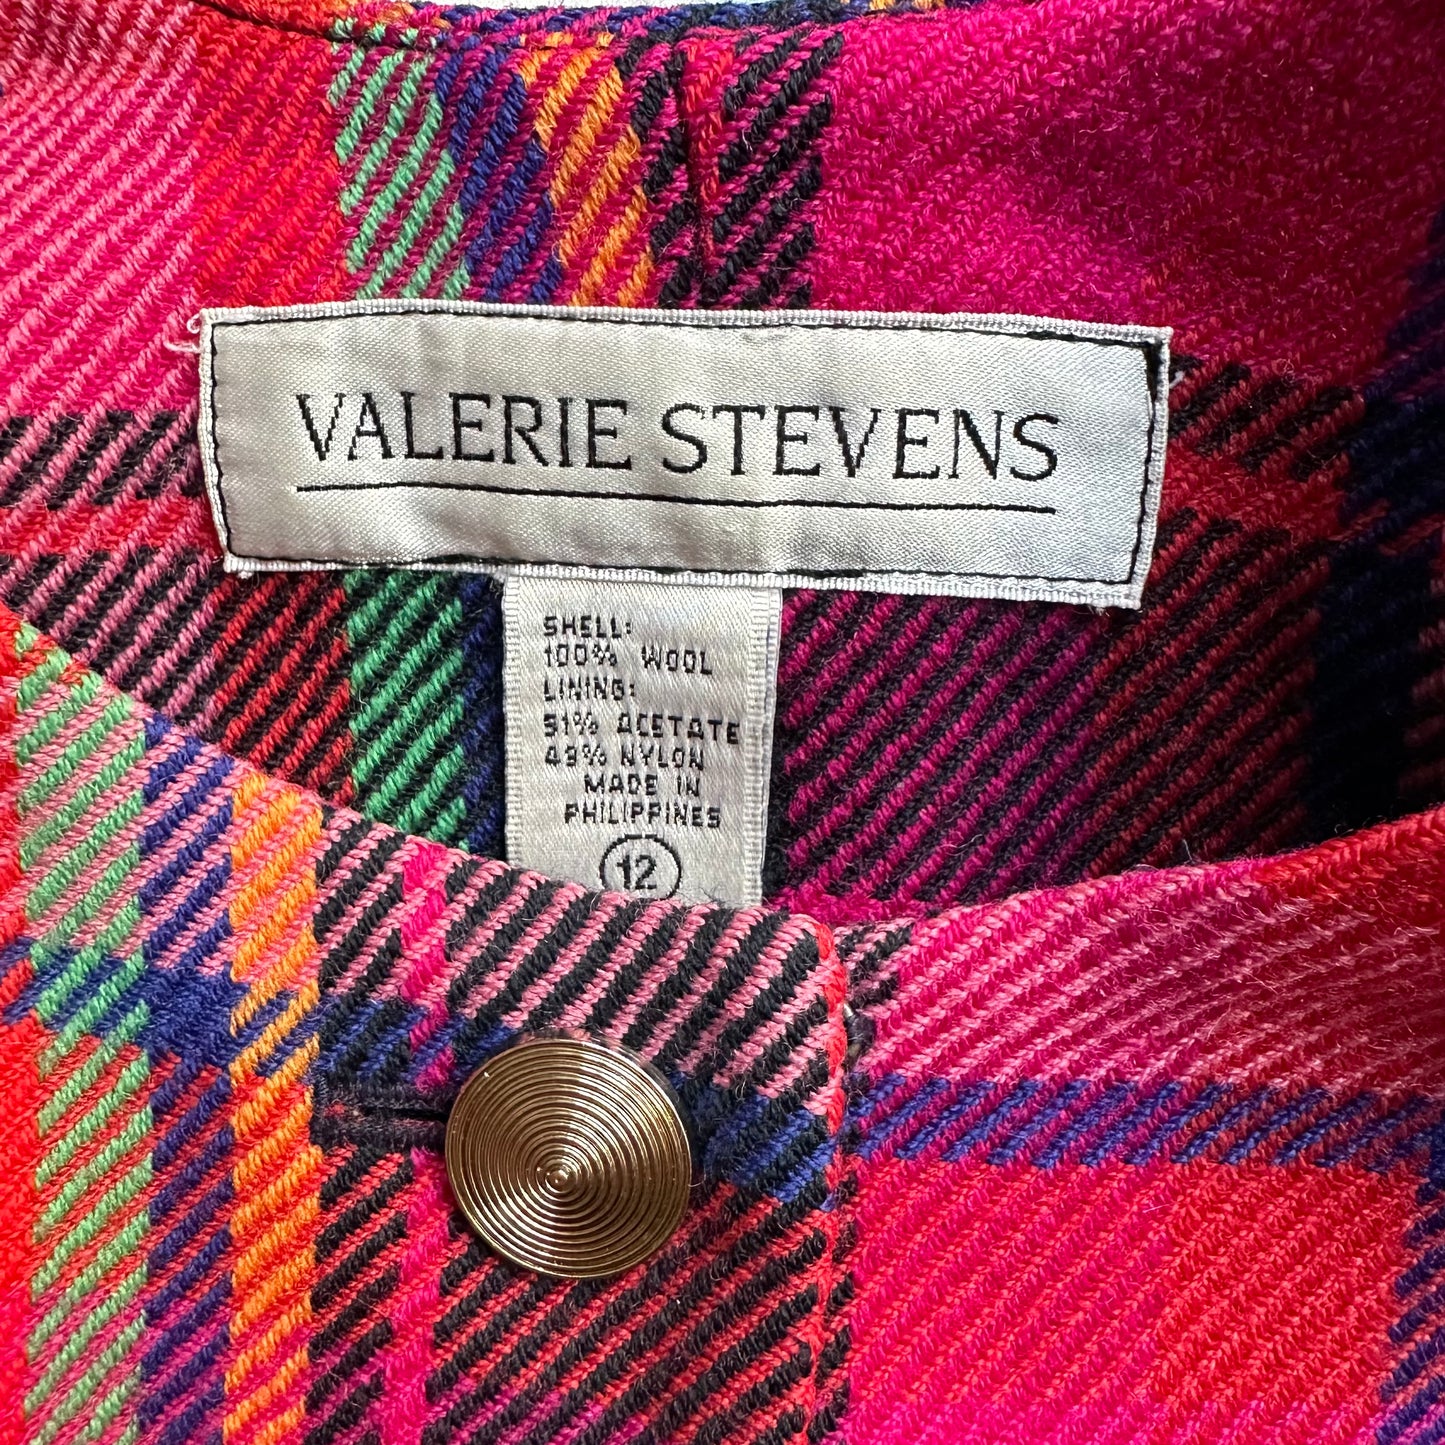 VALERIE STEVENS
SHELL:
100% WOOL
LINING:
51% ACETATE
49% NYLON
MADE IN
PHILIPPINES
12